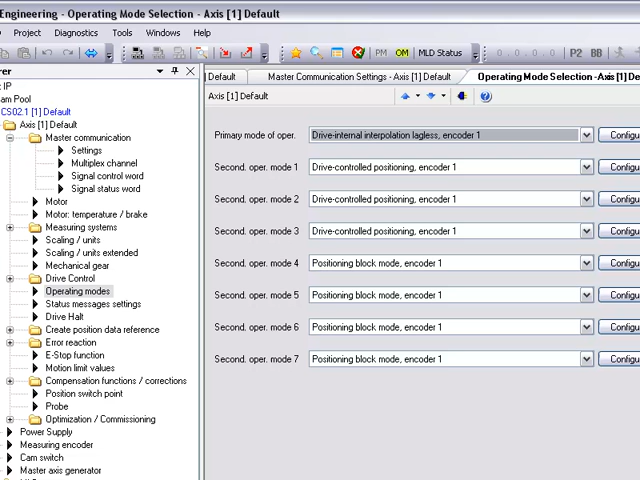 Engineering - Operating Mode Selection - Axis [1] Default
Project Diagnostics Tools Windows Help
PM OM MLD Status 0 . 0 . 0 . 0 P2 BB
rer
Default Master Communication Settings - Axis [1] Default Operating Mode Selection - Axis [1] De
IP
am Pool
CS02.1 [1] Default
Axis [1] Default
Master communication
Settings
Multiplex channel
Signal control word
Signal status word
Motor
Motor: temperature / brake
Measuring systems
Scaling / units
Scaling / units extended
Mechanical gear
Drive Control
Operating modes
Status messages settings
Drive Halt
Create position data reference
Error reaction
E-Stop function
Motion limit values
Compensation functions / corrections
Position switch point
Probe
Optimization / Commissioning
Power Supply
Measuring encoder
Cam switch
Master axis generator
Axis [1] Default
Primary mode of oper. Drive-internal interpolation lagless, encoder 1 Configu
Second. oper. mode 1 Drive-controlled positioning, encoder 1 Configu
Second. oper. mode 2 Drive-controlled positioning, encoder 1 Configu
Second. oper. mode 3 Drive-controlled positioning, encoder 1 Configu
Second. oper. mode 4 Positioning block mode, encoder 1 Configu
Second. oper. mode 5 Positioning block mode, encoder 1 Configu
Second. oper. mode 6 Positioning block mode, encoder 1 Configu
Second. oper. mode 7 Positioning block mode, encoder 1 Configu